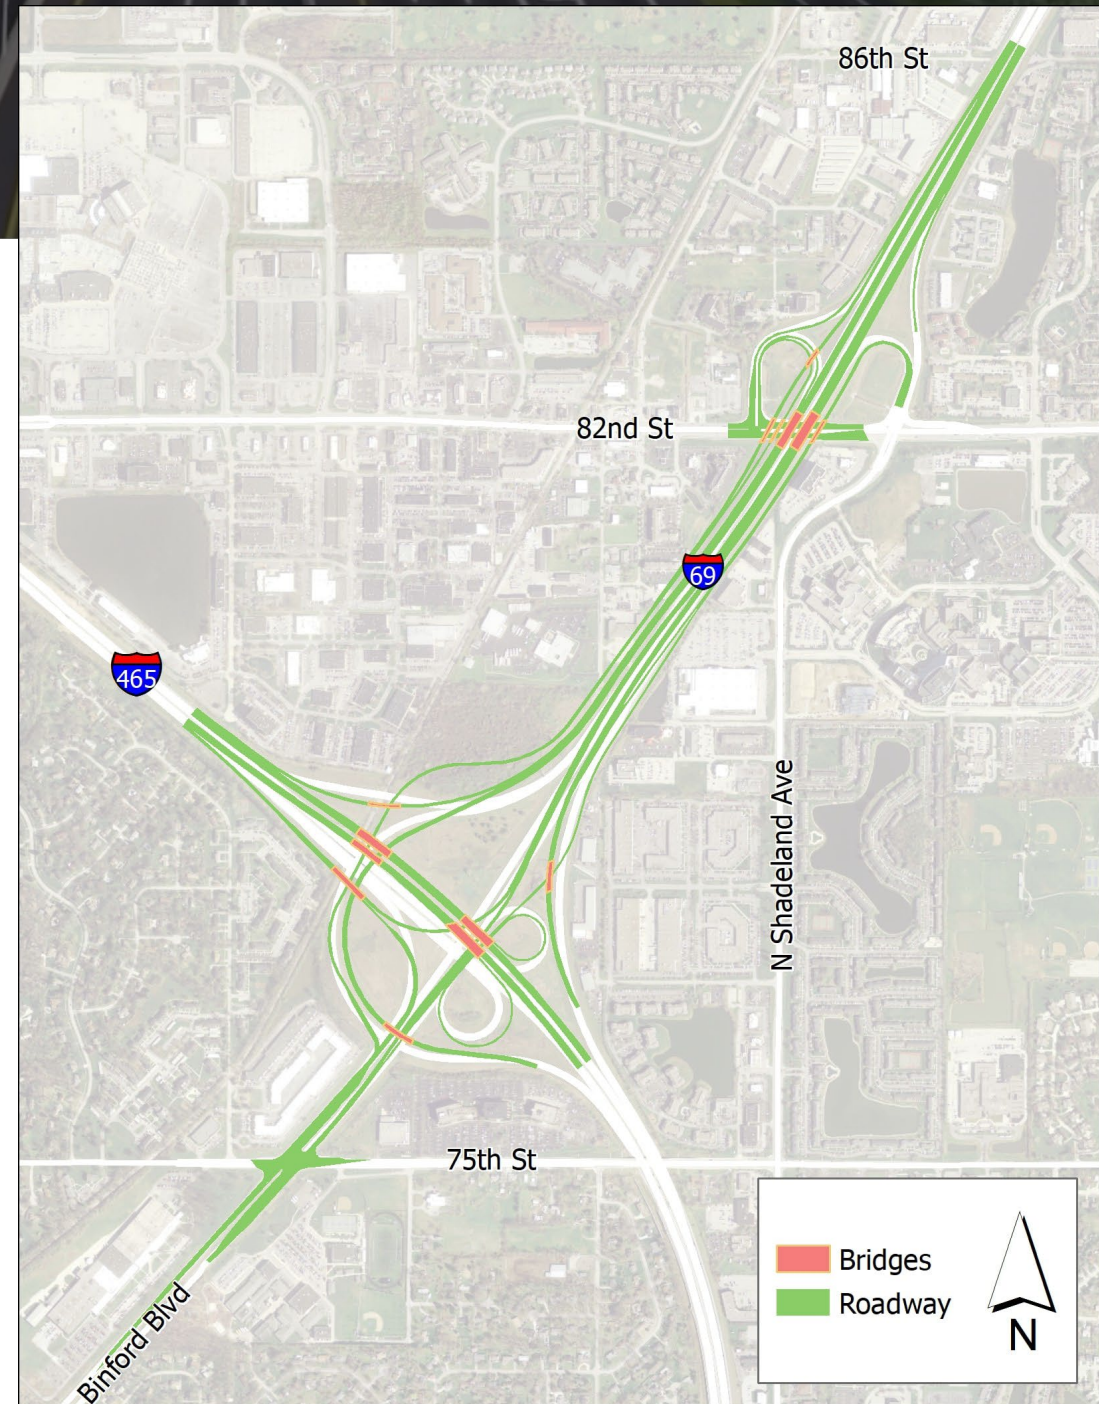 86th St
82nd St
69
465
N Shadeland Ave
75th St
Bridges
Roadway
N
Binford Blvd